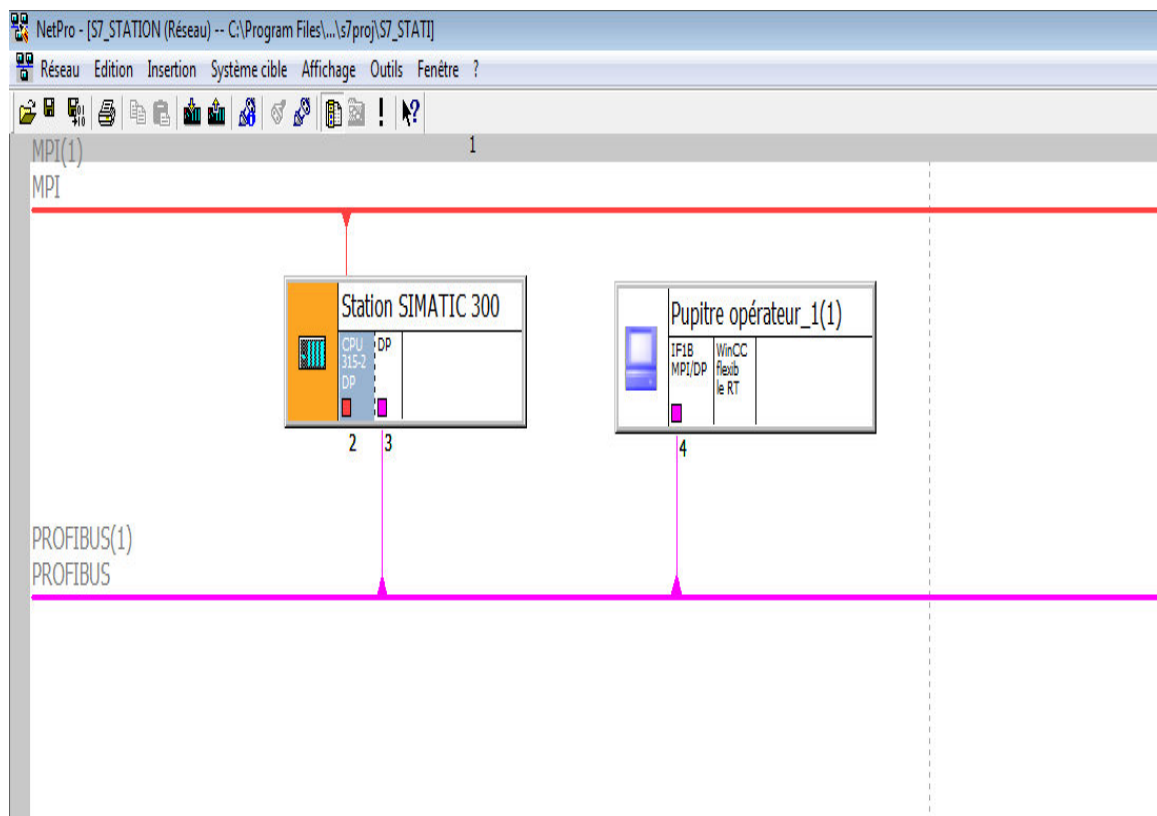 NetPro - [S7_STATION (Réseau) -- C:\Program Files\...\s7proj\S7_STATI]
Réseau Edition Insertion Système cible Affichage Outils Fenêtre ?
1
MPI(1)
MPI
Station SIMATIC 300
CPU
315-2
DP
DP
2
3
Pupitre opérateur_1(1)
IF1B
MPI/DP
WinCC
flexib
le RT
4
PROFIBUS(1)
PROFIBUS